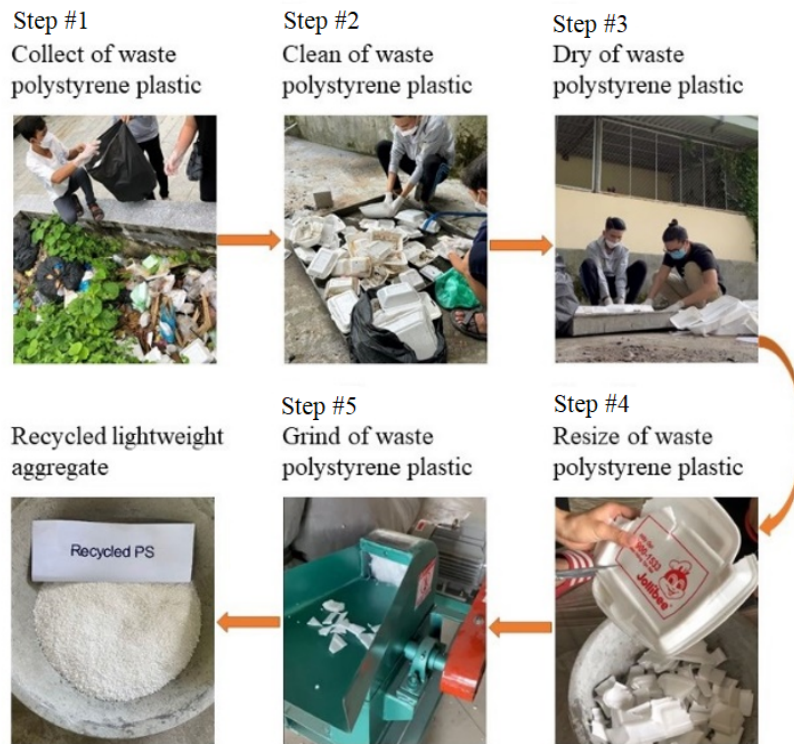 Step #1
Collect of waste
polystyrene plastic
Step #2
Clean of waste
polystyrene plastic
Step #3
Dry of waste
polystyrene plastic
Step #4
Resize of waste
polystyrene plastic
Jollibee
Step #5
Grind of waste
polystyrene plastic
Recycled lightweight
aggregate
Recycled PS